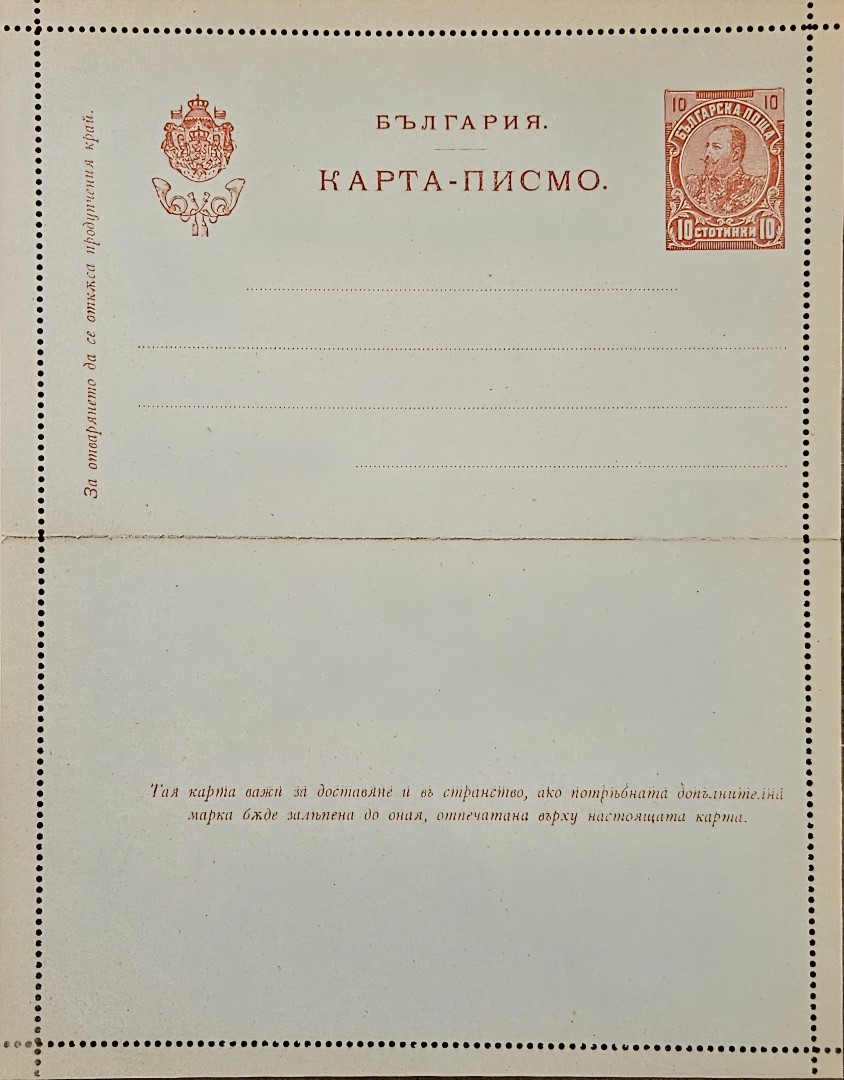 БЪЛГАРИЯ.
КАРТА-ПИСМО.
10 10
БЪЛГАРСКА ПОЩА
10 СТОТИНКИ 10
За отварянето да се откѫса продупчения край.
Тая карта важи за доставяне и въ странство, ако потрѣбната допълнителна
марка бѫде залѣпена до оная, отпечатана върху настоящата карта.